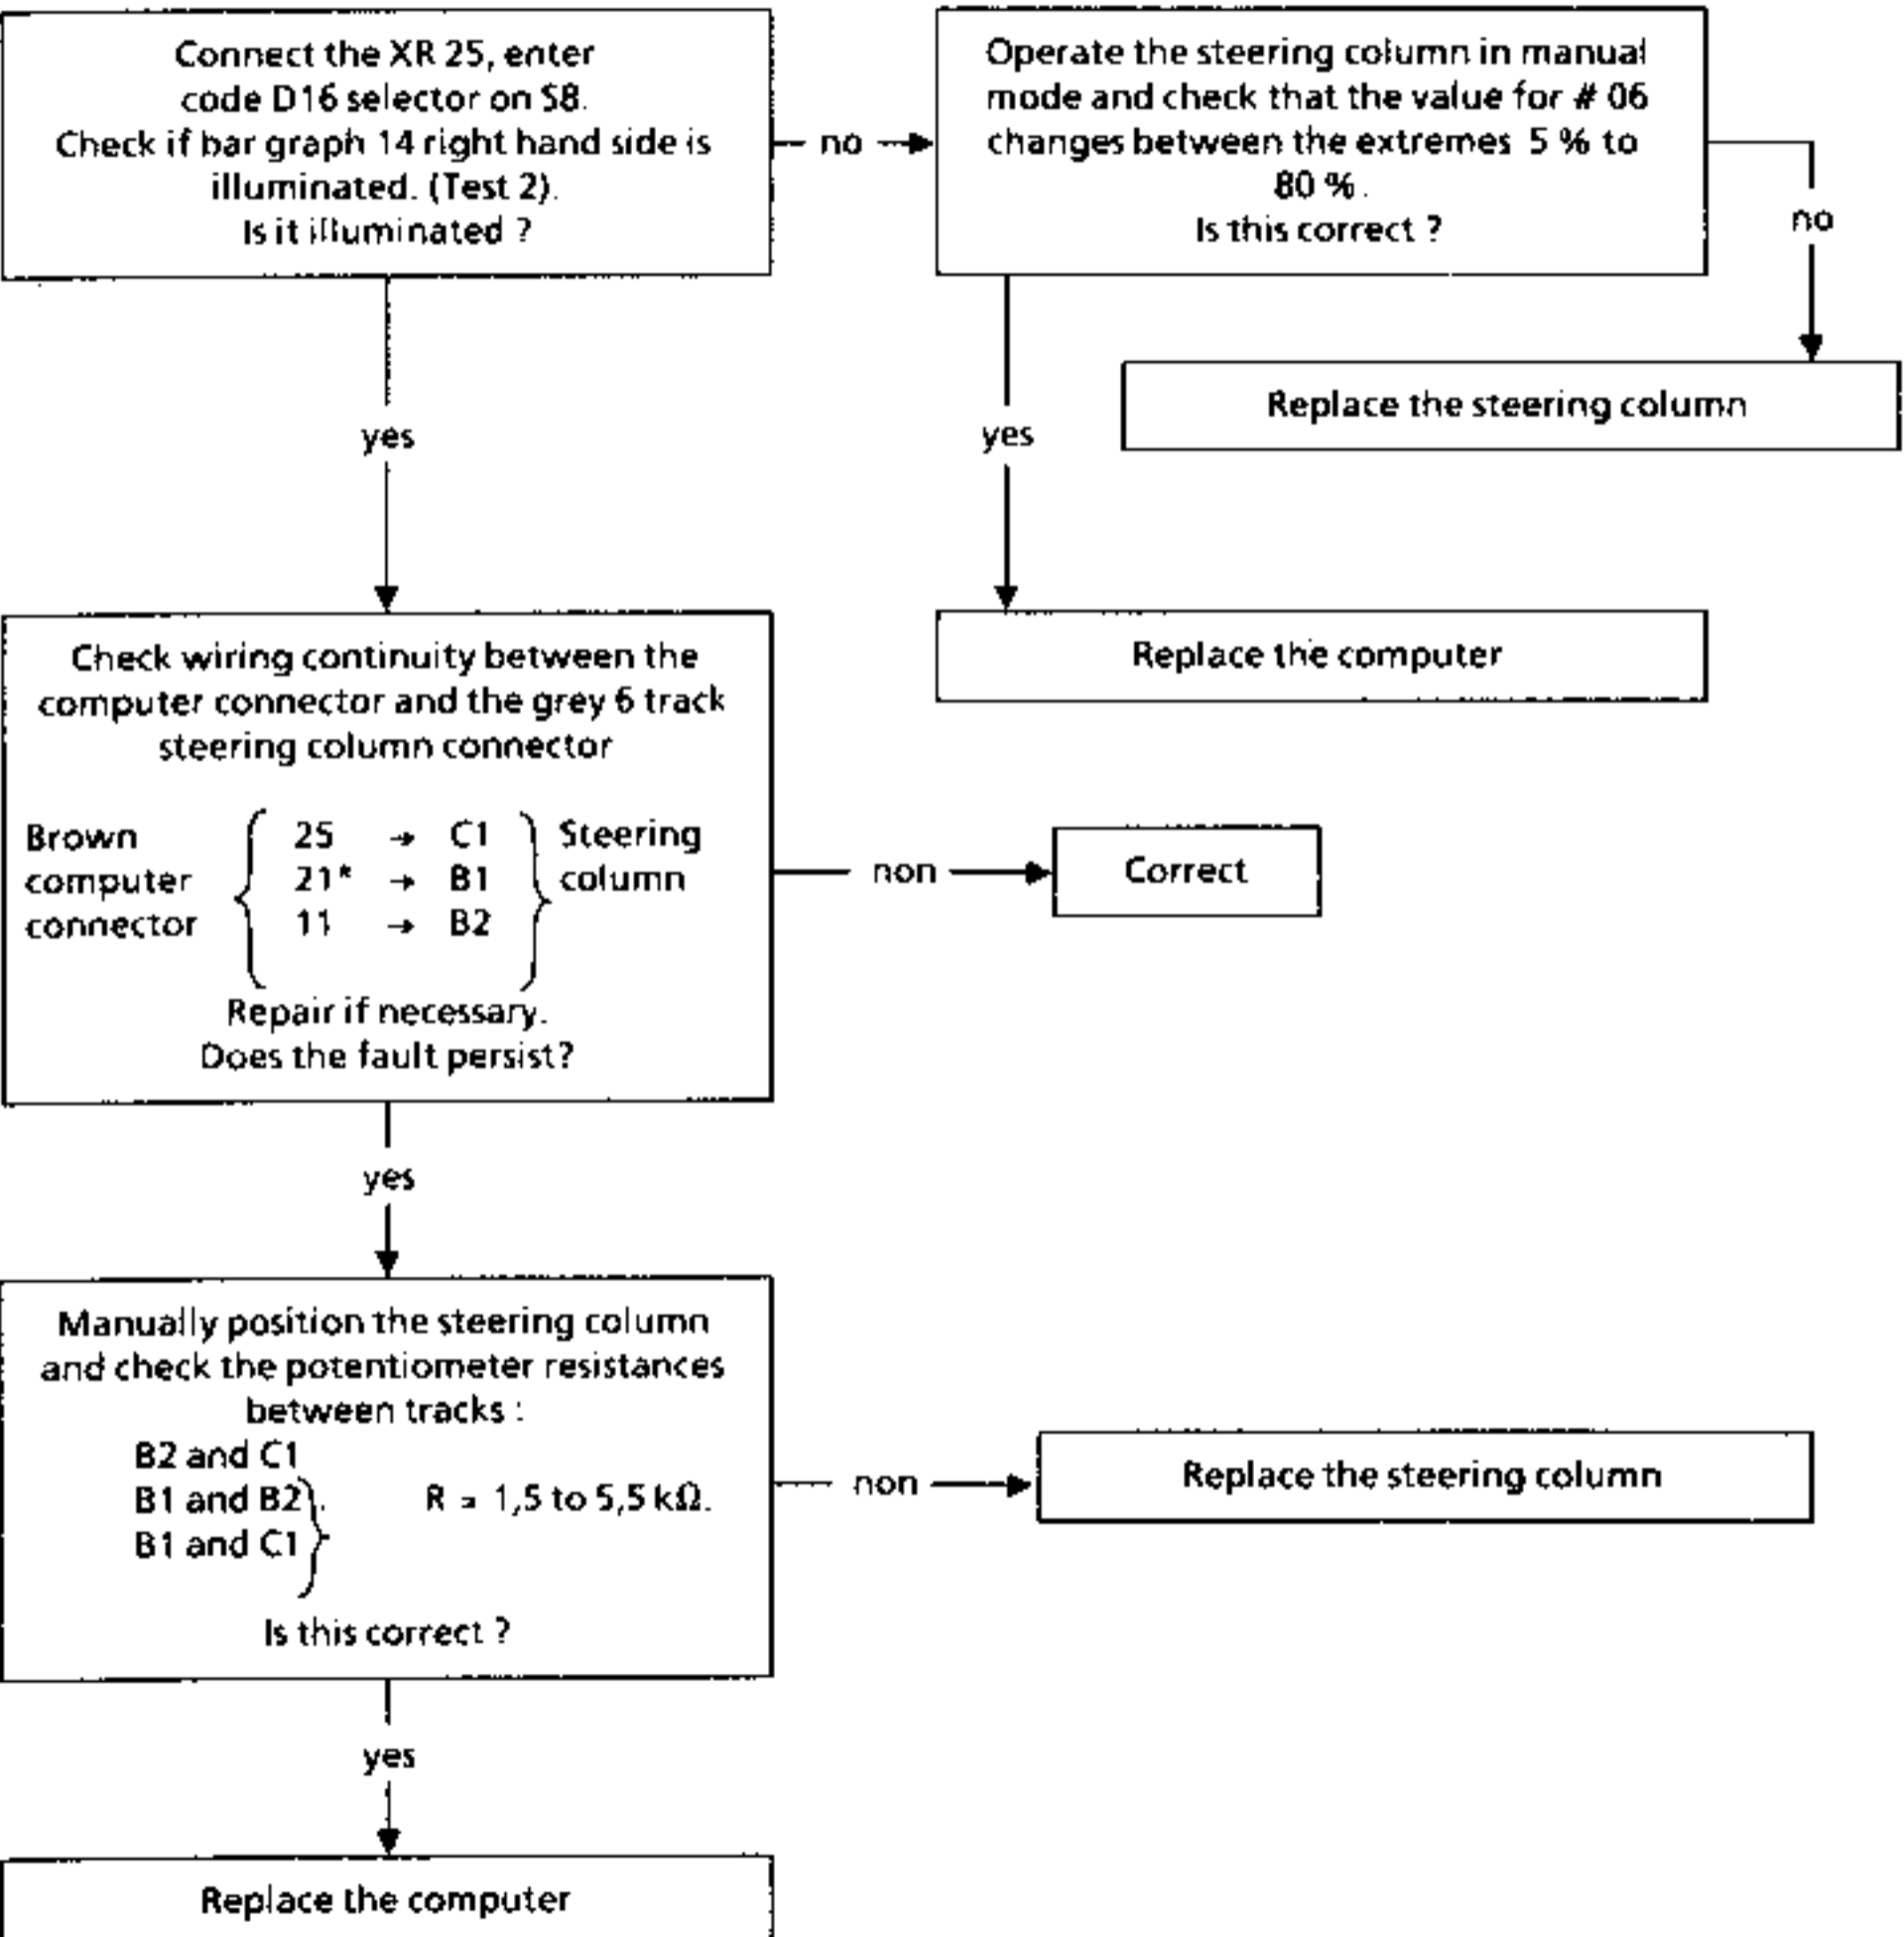 Connect the XR 25, enter
code D16 selector on S8.
Check if bar graph 14 right hand side is
illuminated. (Test 2).
Is it illuminated ?
no
Operate the steering column in manual
mode and check that the value for # 06
changes between the extremes 5 % to
80 %.
Is this correct ?
no
Replace the steering column
yes
yes
Replace the computer
Check wiring continuity between the
computer connector and the grey 6 track
steering column connector
Brown
computer
connector
25 → C1
21* → B1
11 → B2
Steering
column
Repair if necessary.
Does the fault persist?
non
Correct
yes
Manually position the steering column
and check the potentiometer resistances
between tracks :
B2 and C1
B1 and B2
B1 and C1
R = 1,5 to 5,5 kΩ.
Is this correct ?
non
Replace the steering column
yes
Replace the computer